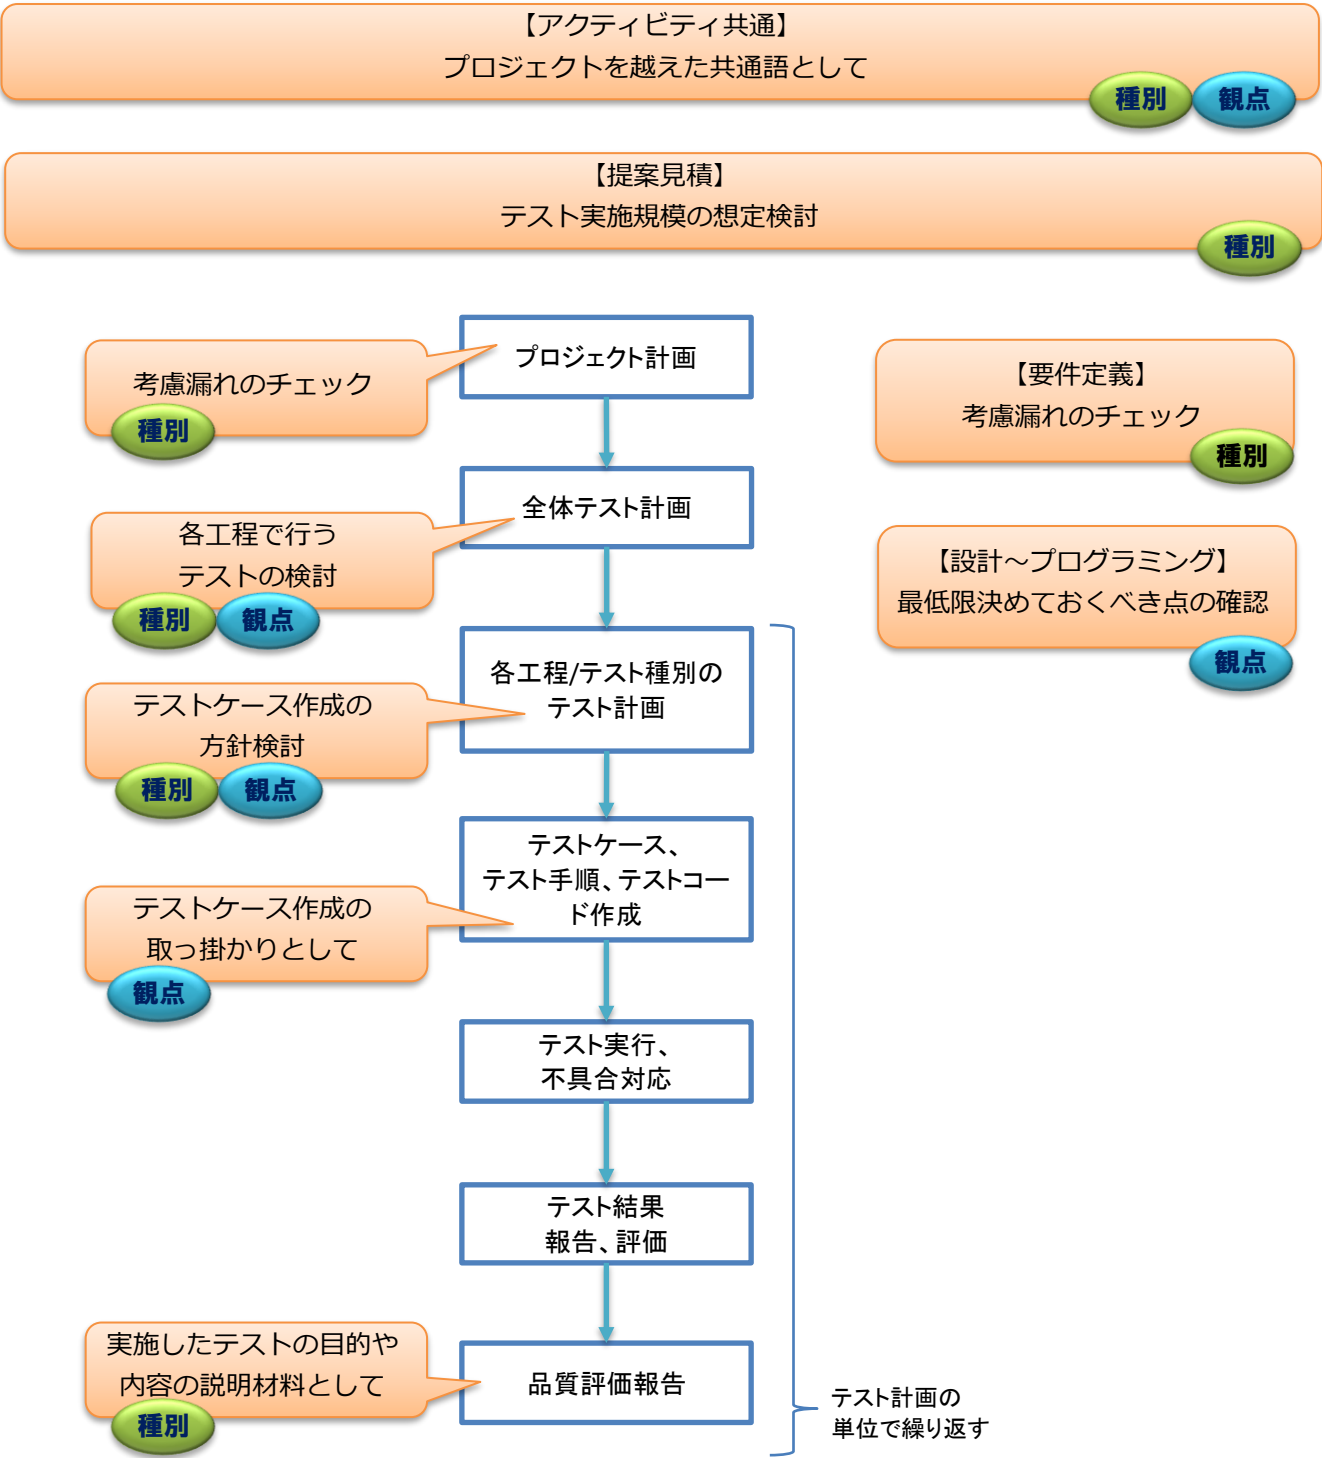 【アクティビティ共通】
プロジェクトを越えた共通語として
種別
観点
【提案見積】
テスト実施規模の想定検討
種別
プロジェクト計画
考慮漏れのチェック
種別
【要件定義】
考慮漏れのチェック
種別
全体テスト計画
各工程で行う
テストの検討
種別
観点
【設計～プログラミング】
最低限決めておくべき点の確認
観点
各工程/テスト種別の
テスト計画
テストケース作成の
方針検討
種別
観点
テストケース、
テスト手順、テストコー
ド作成
テストケース作成の
取っ掛かりとして
観点
テスト実行、
不具合対応
テスト結果
報告、評価
実施したテストの目的や
内容の説明材料として
種別
品質評価報告
テスト計画の
単位で繰り返す